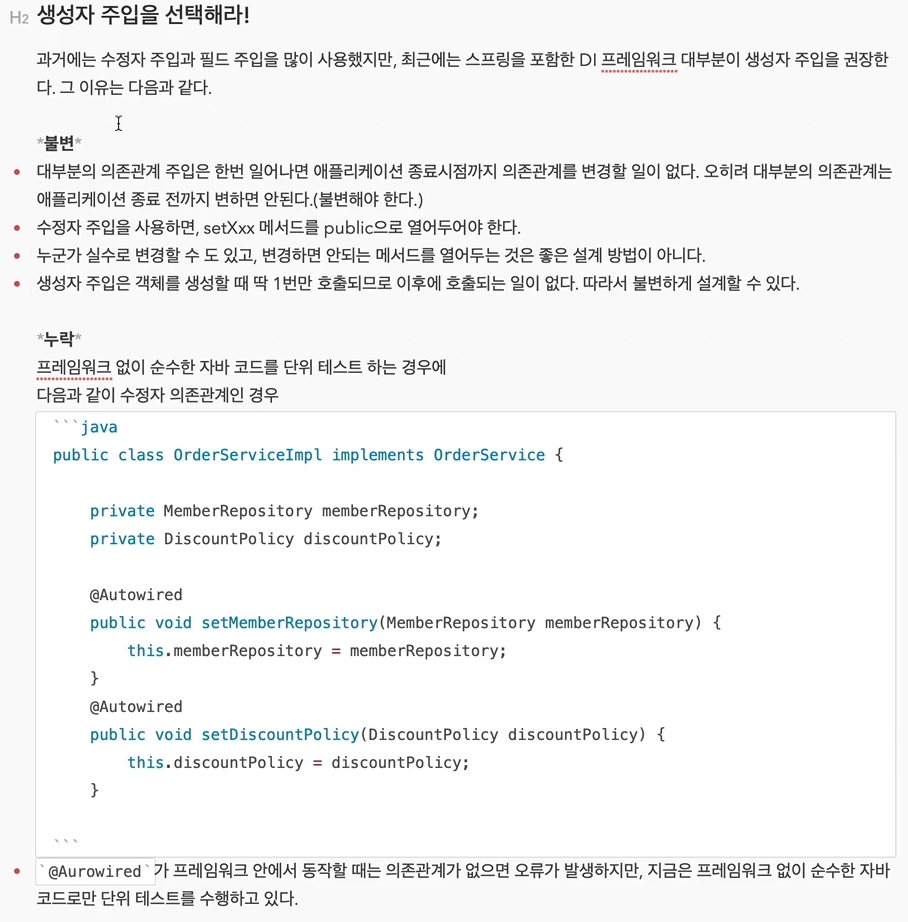 H2 생성자 주입을 선택해라!
과거에는 수정자 주입과 필드 주입을 많이 사용했지만, 최근에는 스프링을 포함한 DI 프레임워크 대부분이 생성자 주입을 권장한
다. 그 이유는 다음과 같다.
*불변*
• 대부분의 의존관계 주입은 한번 일어나면 애플리케이션 종료시점까지 의존관계를 변경할 일이 없다. 오히려 대부분의 의존관계는
애플리케이션 종료 전까지 변하면 안된다.(불변해야 한다.)
• 수정자 주입을 사용하면, setXxx 메서드를 public으로 열어두어야 한다.
• 누군가 실수로 변경할 수 도 있고, 변경하면 안되는 메서드를 열어두는 것은 좋은 설계 방법이 아니다.
• 생성자 주입은 객체를 생성할 때 딱 1번만 호출되므로 이후에 호출되는 일이 없다. 따라서 불변하게 설계할 수 있다.
*누락*
프레임워크 없이 순수한 자바 코드를 단위 테스트 하는 경우에
다음과 같이 수정자 의존관계인 경우
```java
public class OrderServiceImpl implements OrderService {
private MemberRepository memberRepository;
private DiscountPolicy discountPolicy;
@Autowired
public void setMemberRepository(MemberRepository memberRepository) {
this.memberRepository = memberRepository;
}
@Autowired
public void setDiscountPolicy(DiscountPolicy discountPolicy) {
this.discountPolicy = discountPolicy;
}
```
• `@Aurowired`가 프레임워크 안에서 동작할 때는 의존관계가 없으면 오류가 발생하지만, 지금은 프레임워크 없이 순수한 자바
코드로만 단위 테스트를 수행하고 있다.